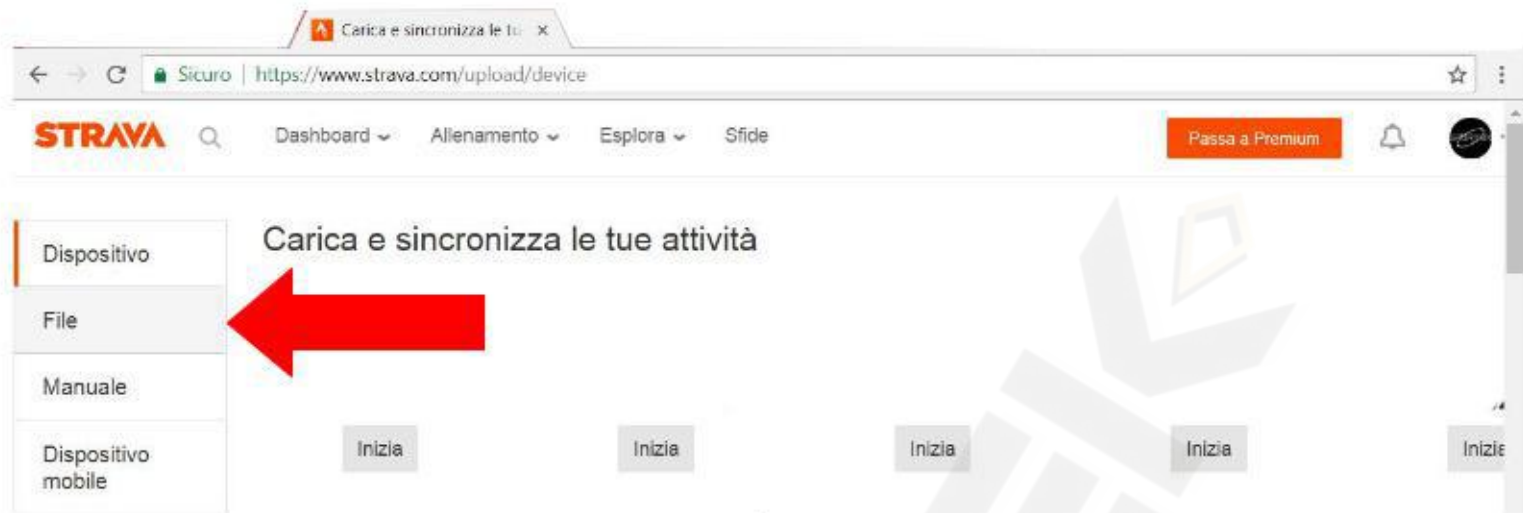 Carica e sincronizza le tu
Sicuro | https://www.strava.com/upload/device
STRAVA Dashboard Allenamento Esplora Sfide Passa a Premium
Dispositivo
File
Manuale
Dispositivo
mobile
Carica e sincronizza le tue attività
Inizia Inizia Inizia Inizia Inizia